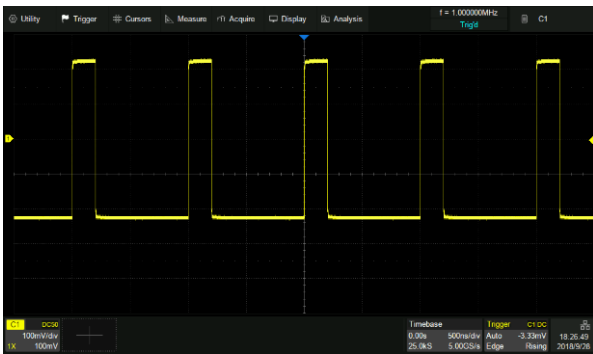 Utility Trigger Cursors Measure Acquire Display Analysis f = 1.000000MHz C1
Trig'd
1
C1 DC50
100mV/div
1X 100mV
Timebase
0.00s 500ns/div
25.0kS 5.00GS/s
Trigger C1 DC
Auto -3.33mV
Edge Rising
18.26.49
2018/9/28